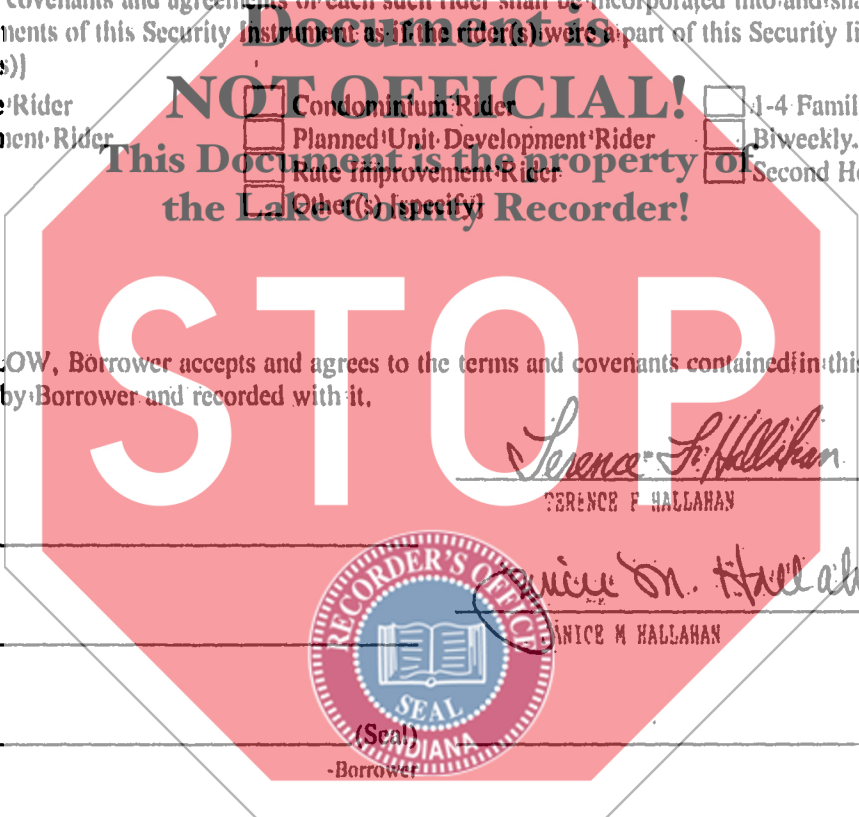 covenants and agreements of each such rider shall be incorporated into and
ments of this Security Instrument as if the rider(s) were a part of this Security
s)]
Document is
NOT OFFICIAL!
This Document is the property of
the Lake County Recorder!
Rider
Condominium Rider
1-4 Famil
ment Rider
Planned Unit Development Rider
Biweekly
Rate Improvement Rider
Second Ho
Other(s) [specify]
STOP
OW, Borrower accepts and agrees to the terms and covenants contained in this
by Borrower and recorded with it.
Terence F. Hallahan
TERENCE F HALLAHAN
Janice M. Hallah
JANICE M HALLAHAN
RECORDER'S OFFICE
SEAL
INDIANA
(Seal)
-Borrower